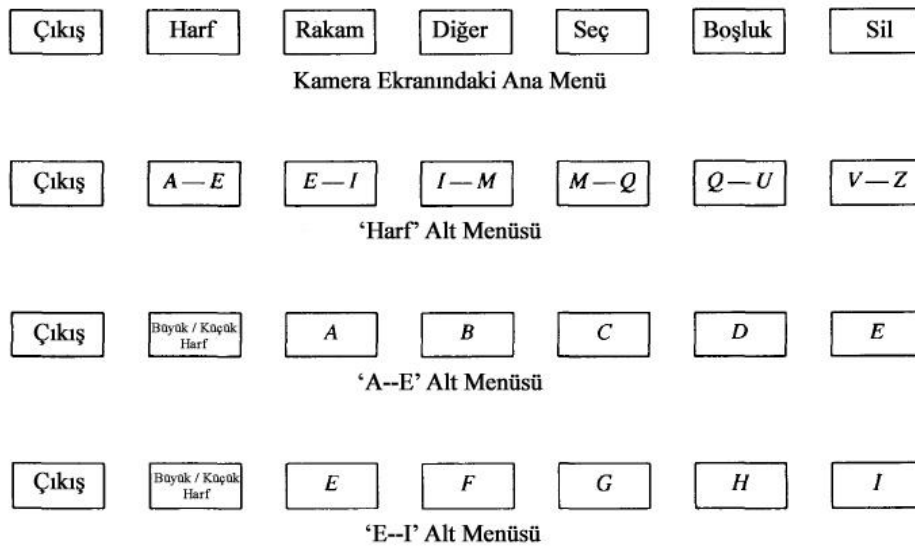 Çıkış Harf Rakam Diğer Seç Boşluk Sil
Kamera Ekranındaki Ana Menü
Çıkış A — E E — I I — M M — Q Q — U V — Z
‘Harf’ Alt Menüsü
Çıkış Büyük / Küçük Harf A B C D E
‘A--E’ Alt Menüsü
Çıkış Büyük / Küçük Harf E F G H I
‘E--I’ Alt Menüsü